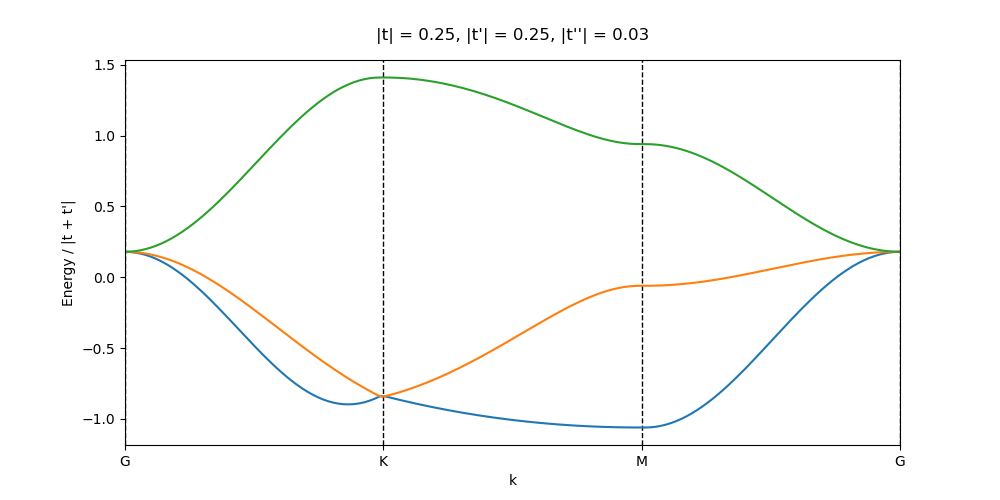 |t| = 0.25, |t'| = 0.25, |t''| = 0.03
1.5
1.0
0.5
0.0
−0.5
−1.0
Energy / |t + t'|
G K M G
k